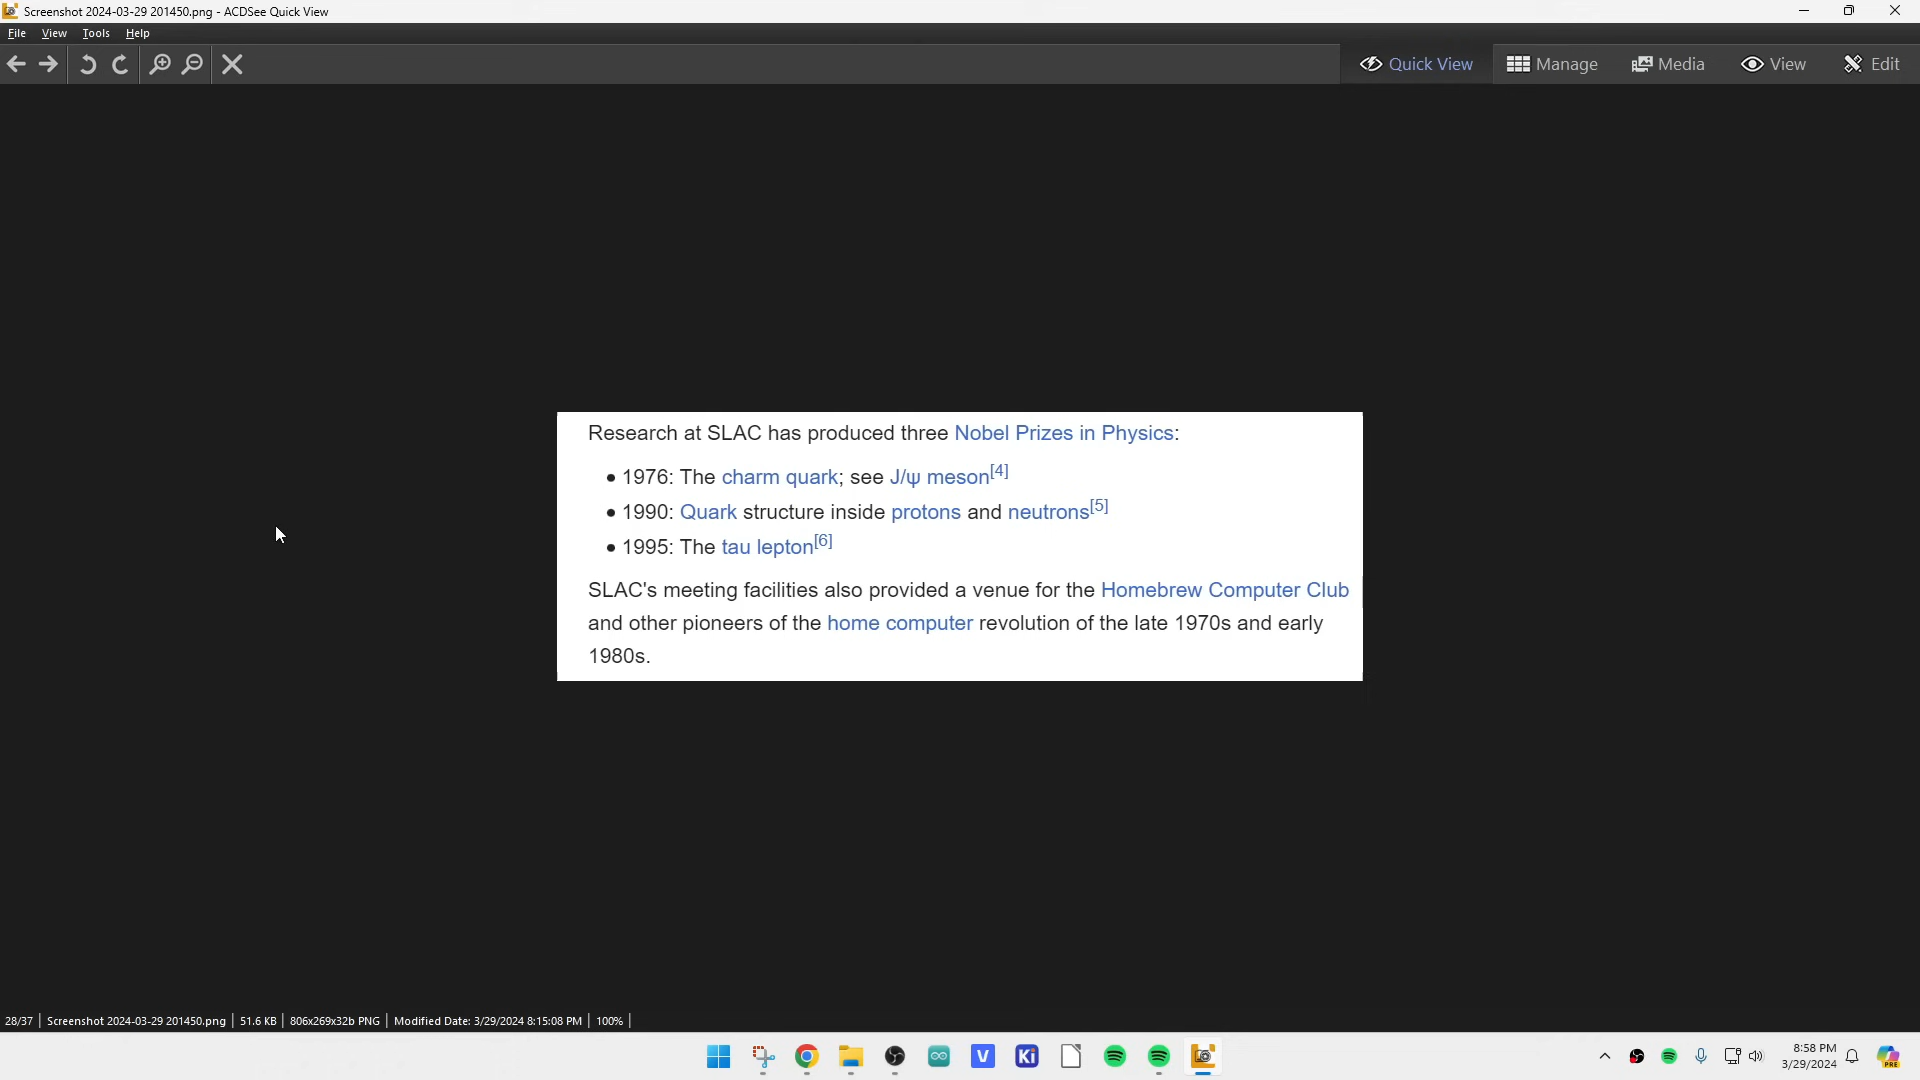 Screenshot 2024-03-29 201450.png - ACDSee Quick View
File View Tools Help
Quick View Manage Media View Edit
Research at SLAC has produced three Nobel Prizes in Physics:
• 1976: The charm quark; see J/ψ meson[4]
• 1990: Quark structure inside protons and neutrons[5]
• 1995: The tau lepton[6]
SLAC's meeting facilities also provided a venue for the Homebrew Computer Club
and other pioneers of the home computer revolution of the late 1970s and early
1980s.
28/37 Screenshot 2024-03-29 201450.png 51.6 KB 806x269x32b PNG Modified Date: 3/29/2024 8:15:08 PM 100%
V Ki
8:58 PM
3/29/2024
PRE